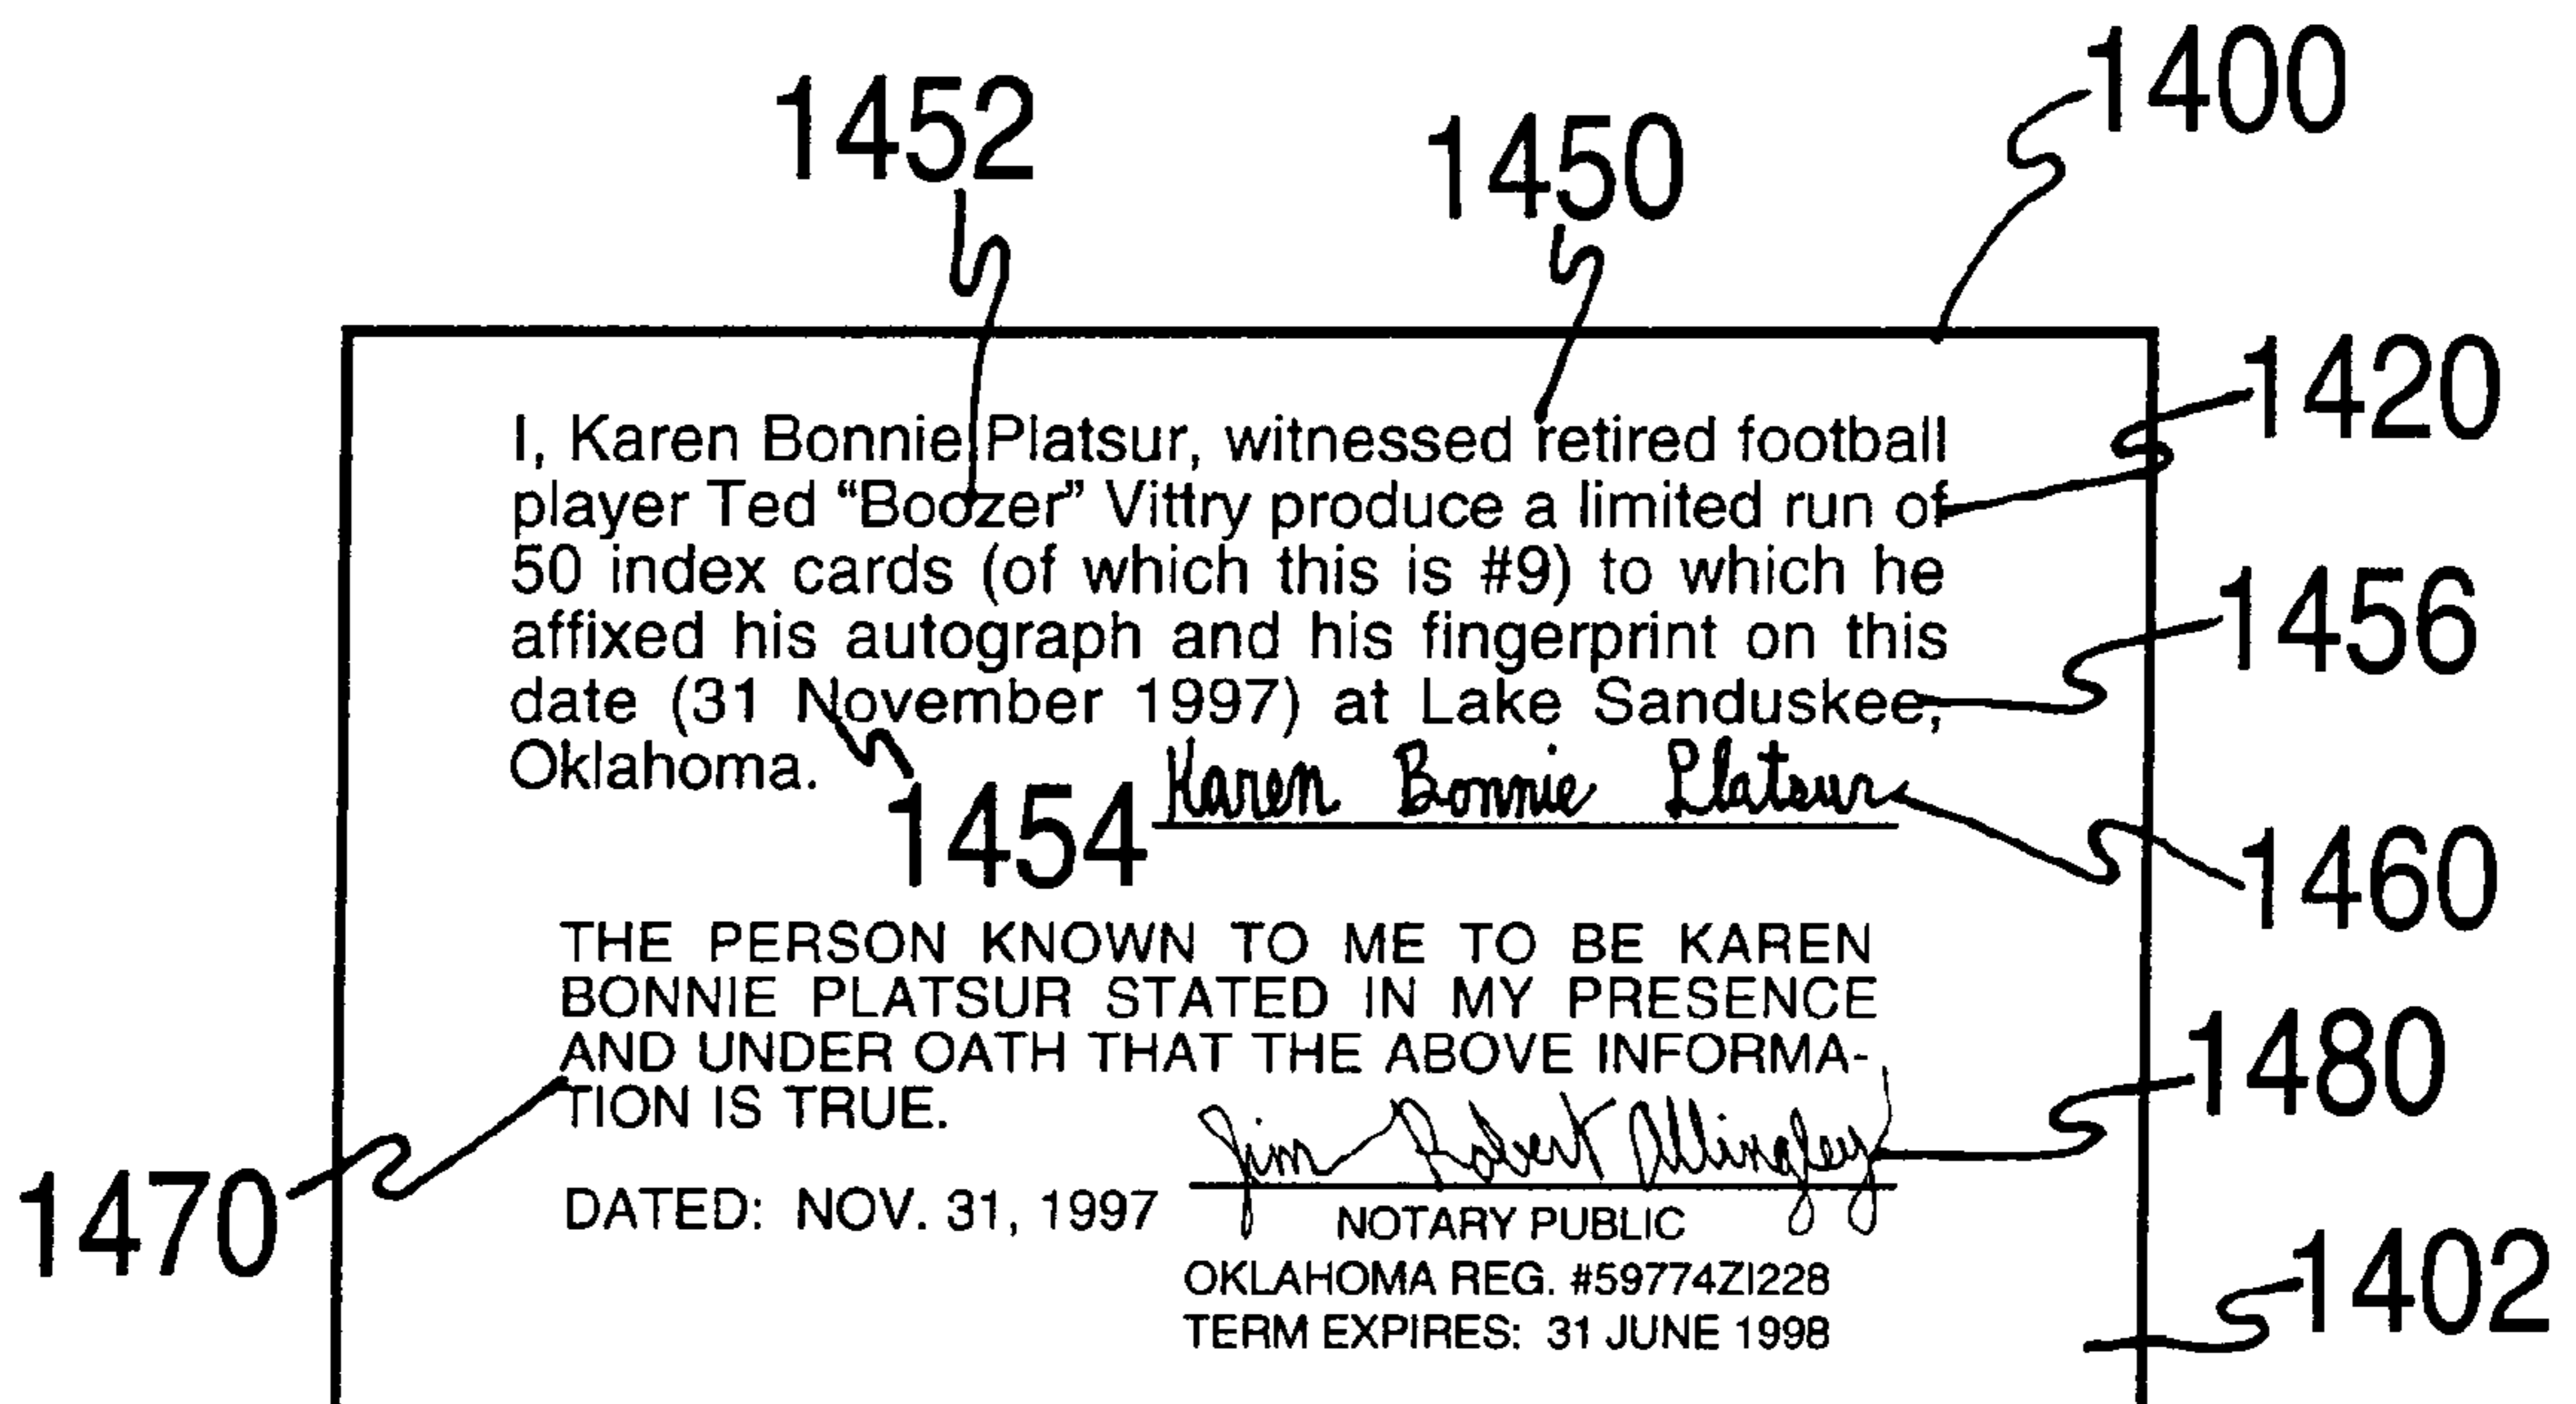 1400
1452
1450
1420
I, Karen Bonnie Platsur, witnessed retired football
player Ted “Boozer” Vittry produce a limited run of
50 index cards (of which this is #9) to which he
1456
affixed his autograph and his fingerprint on this
date (31 November 1997) at Lake Sanduskee,
Oklahoma.
Karen Bonnie Platsur
1454
1460
THE PERSON KNOWN TO ME TO BE KAREN
BONNIE PLATSUR STATED IN MY PRESENCE
AND UNDER OATH THAT THE ABOVE INFORMA-
TION IS TRUE.
1480
Jim Robert Allingley
1470
DATED: NOV. 31, 1997
NOTARY PUBLIC
OKLAHOMA REG. #59774ZI228
1402
TERM EXPIRES: 31 JUNE 1998